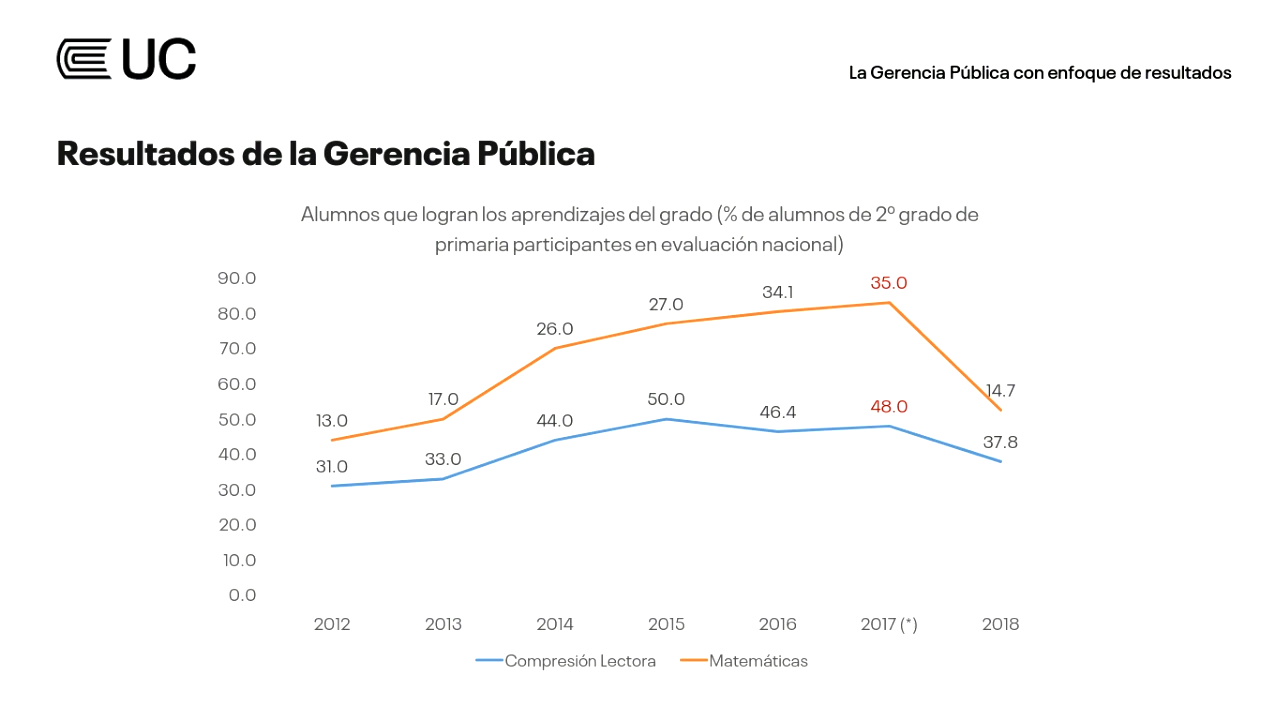 UC
La Gerencia Pública con enfoque de resultados
Resultados de la Gerencia Pública
Alumnos que logran los aprendizajes del grado (% de alumnos de 2º grado de
primaria participantes en evaluación nacional)
90.0
80.0
70.0
60.0
50.0
40.0
30.0
20.0
10.0
0.0
13.0 17.0 26.0 27.0 34.1 35.0 14.7
31.0 33.0 44.0 50.0 46.4 48.0 37.8
2012 2013 2014 2015 2016 2017 (*) 2018
Compresión Lectora Matemáticas